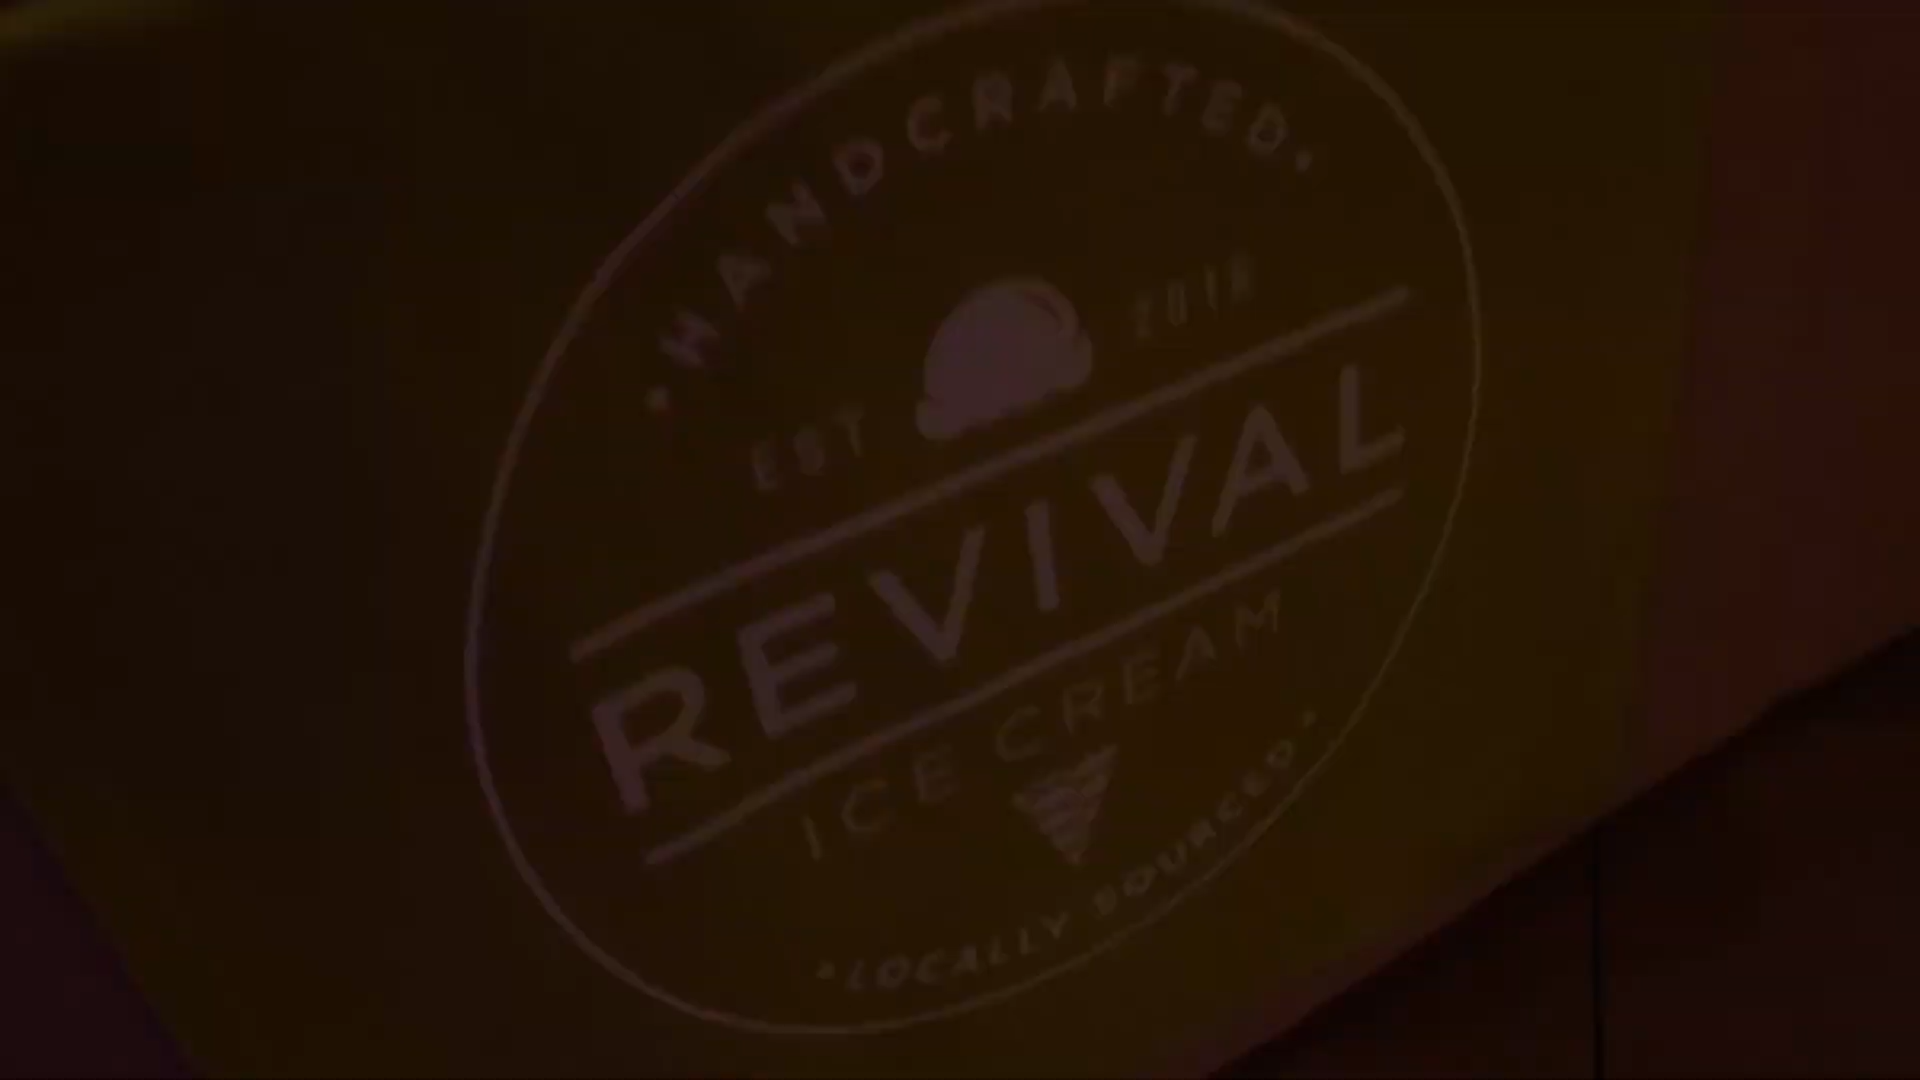 • HANDCRAFTED •
EST
REVIVAL
ICE CREAM
• LOCALLY SOURCED •